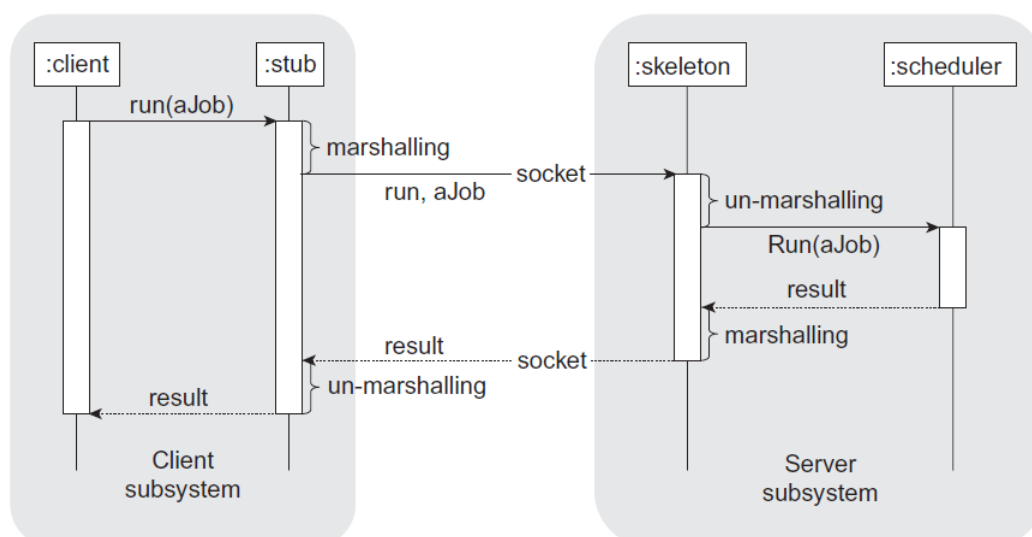 :client
:stub
:skeleton
:scheduler
run(aJob)
marshalling
socket
run, aJob
un-marshalling
Run(aJob)
result
marshalling
result
socket
un-marshalling
result
Client
subsystem
Server
subsystem